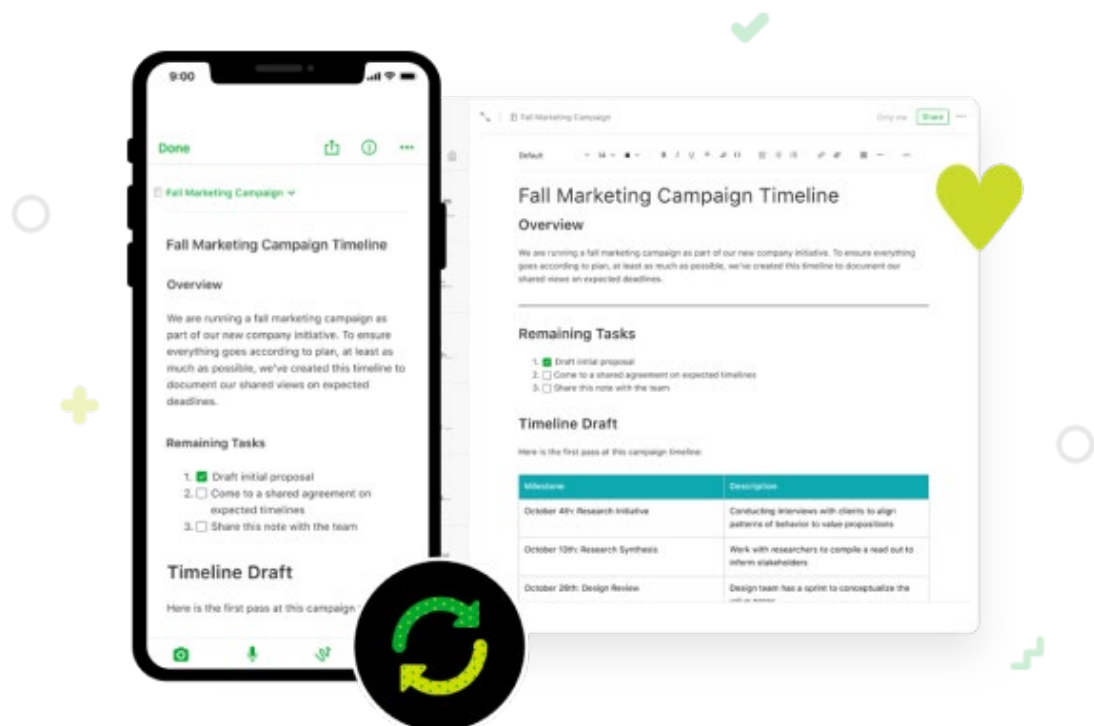 9:00
Done
Fall Marketing Campaign
Fall Marketing Campaign Timeline
Overview
We are running a fall marketing campaign as
part of our new company initiative. To ensure
everything goes according to plan, at least as
much as possible, we've created this timeline to
document our shared views on expected
deadlines.
Remaining Tasks
1. Draft initial proposal
2. Come to a shared agreement on
expected timelines
3. Share this note with the team
Timeline Draft
Here is the first pass at this campaign
Fall Marketing Campaign
Only me Share
Default
B I U
Fall Marketing Campaign Timeline
Overview
We are running a fall marketing campaign as part of our new company initiative. To ensure everything
goes according to plan, at least as much as possible, we've created this timeline to document our
shared views on expected deadlines.
Remaining Tasks
1. Draft initial proposal
2. Come to a shared agreement on expected timelines
3. Share this note with the team
Timeline Draft
Here is the first pass at this campaign timeline:
Milestone Description
October 4th: Research Initiative Conducting interviews with clients to align
patterns of behavior to value propositions
Work with researchers to compile a read out to
October Research Synthesis
inform stakeholders
October Design Review Design team has a sprint to conceptualize the